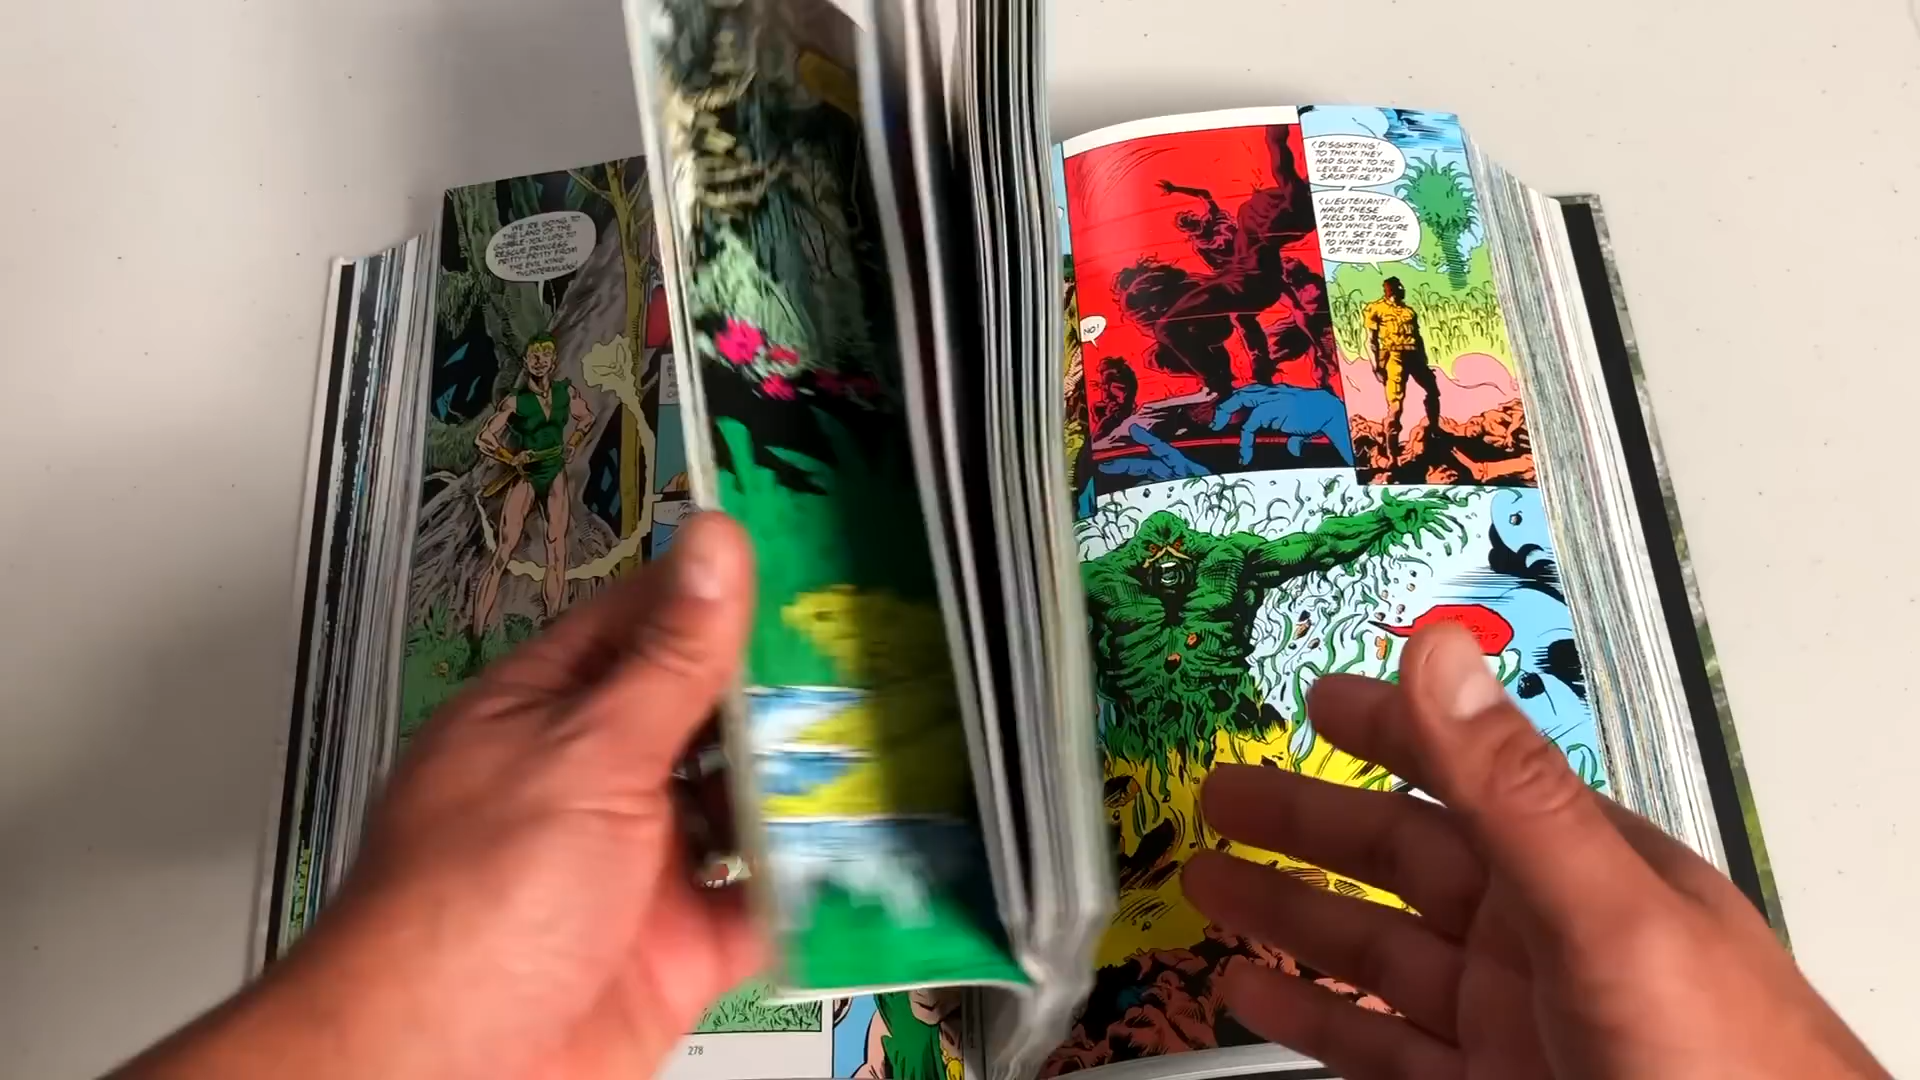 WE'RE GOING TO
THE LAND OF THE
GOBBLE-YOU-UPS TO
RESCUE PRINCESS
PRITY-PRITTY FROM
THE EVIL KING
THUNDERMUGG!
NO!
(DISGUSTING!
TO THINK THEY
HAD SUNK TO THE
LEVEL OF HUMAN
SACRIFICE!)
(LIEUTENANT!
HAVE THESE
FIELDS TORCHED!
AND WHILE YOU'RE
AT IT, SET FIRE
TO WHAT'S LEFT
OF THE VILLAGE!)
278